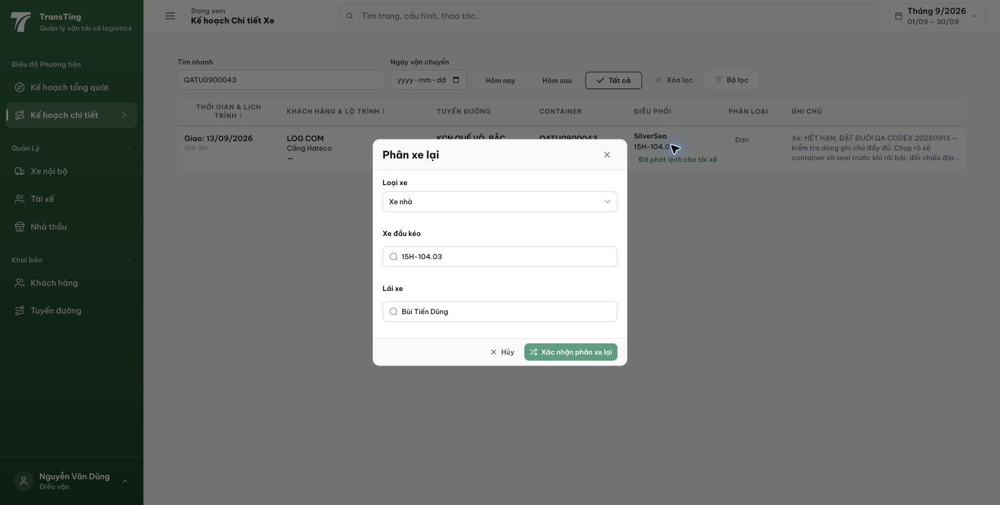 TransTing
Quản lý vận tải và logistics
Điều độ Phương tiện
Kế hoạch tổng quát
Kế hoạch chi tiết
Quản Lý
Xe nội bộ
Tài xế
Nhà thầu
Khai báo
Khách hàng
Tuyến đường
Nguyễn Văn Dũng
Điều vận
Đang xem
Kế hoạch Chi tiết Xe
Tìm trang, cấu hình, thao tác...
Tháng 9/2026
01/09 – 30/09
Tìm nhanh
QATU0900043
Ngày vận chuyển
yyyy-mm-dd
Hôm nay
Hôm sau
Tất cả
Xóa lọc
Bộ lọc
THỜI GIAN & LỊCH
TRÌNH ↕
KHÁCH HÀNG & LỘ TRÌNH ↕
TUYẾN ĐƯỜNG
CONTAINER
ĐIỀU PHỐI
PHÂN LOẠI
GHI CHÚ
Giao: 13/09/2026
Giờ: 9H
LOG COM
Cảng Hateco
—
KCN QUẾ VÕ, BẮC
QATU0900043
SilverSea
15H-104.0
Đã phát lệnh cho tài xế
Đơn
Xe: HẾT HẠN; ĐẶT ĐUÔI QA CODEX 20260913 —
kiểm tra dòng ghi chú đầy đủ. Chụp rõ số
container và seal trước khi rời bãi; đối chiếu địa...
Phân xe lại
Loại xe
Xe nhà
Xe đầu kéo
15H-104.03
Lái xe
Bùi Tiến Dũng
Hủy
Xác nhận phân xe lại